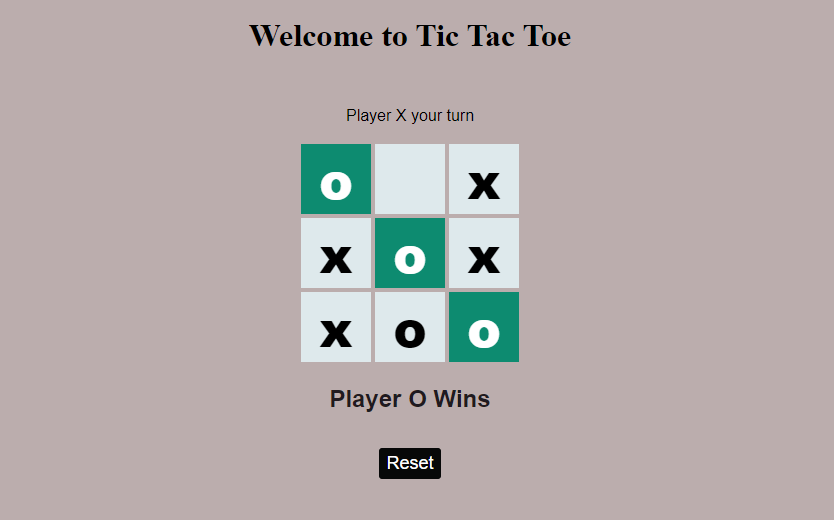 Welcome to Tic Tac Toe
Player X your turn
o x
x o x
x o o
Player O Wins
Reset